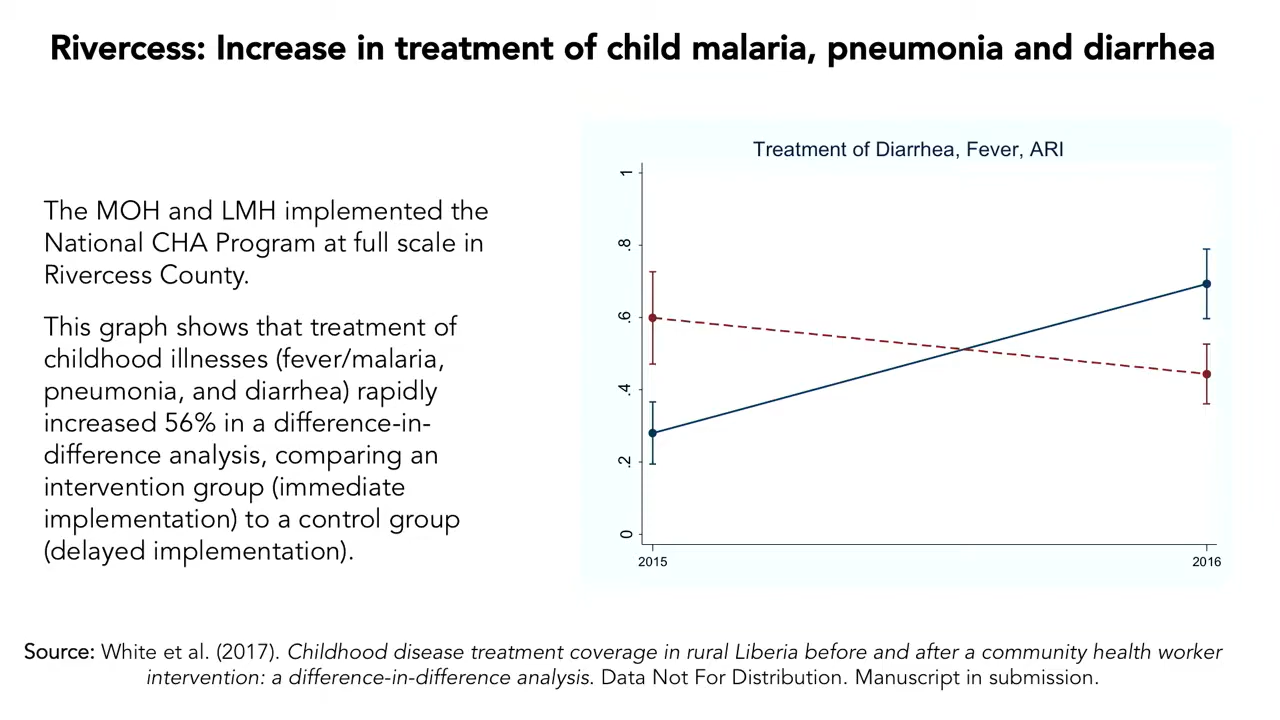 Rivercess: Increase in treatment of child malaria, pneumonia and diarrhea
The MOH and LMH implemented the
National CHA Program at full scale in
Rivercess County.
This graph shows that treatment of
childhood illnesses (fever/malaria,
pneumonia, and diarrhea) rapidly
increased 56% in a difference-in-
difference analysis, comparing an
intervention group (immediate
implementation) to a control group
(delayed implementation).
Treatment of Diarrhea, Fever, ARI
1
.8
.6
.4
.2
0
2015
2016
Source: White et al. (2017). Childhood disease treatment coverage in rural Liberia before and after a community health worker
intervention: a difference-in-difference analysis. Data Not For Distribution. Manuscript in submission.